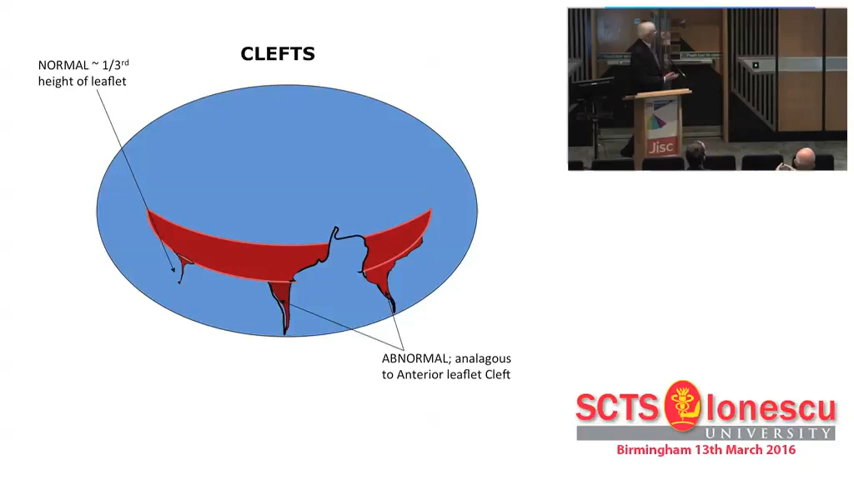 CLEFTS
NORMAL ~ 1/3rd
height of leaflet
ABNORMAL; analagous
to Anterior leaflet Cleft
Jisc
SCTS Ionescu
UNIVERSITY
Birmingham 13th March 2016